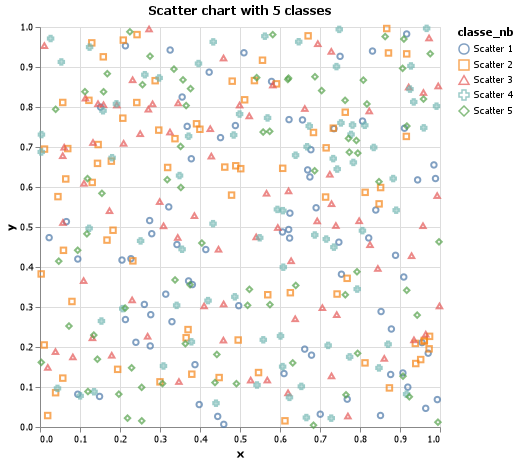 Scatter chart with 5 classes
classe_nb
Scatter 1
Scatter 2
Scatter 3
Scatter 4
Scatter 5
1.0
0.9
0.8
0.7
0.6
0.5
0.4
0.3
0.2
0.1
0.0
y
0.0 0.1 0.2 0.3 0.4 0.5 0.6 0.7 0.8 0.9 1.0
x